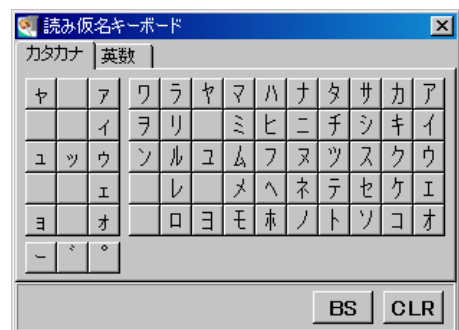 読み仮名キーボード
カタカナ 英数
ャ ァ ワ ラ ヤ マ ハ ナ タ サ カ ア
ィ ヲ リ ミ ヒ ニ チ シ キ イ
ュ ッ ゥ ン ル ユ ム フ ヌ ツ ス ク ウ
ェ レ メ ヘ ネ テ セ ケ エ
ョ ォ ロ ヨ モ ホ ノ ト ソ コ オ
ー ゛ ゜
BS CLR